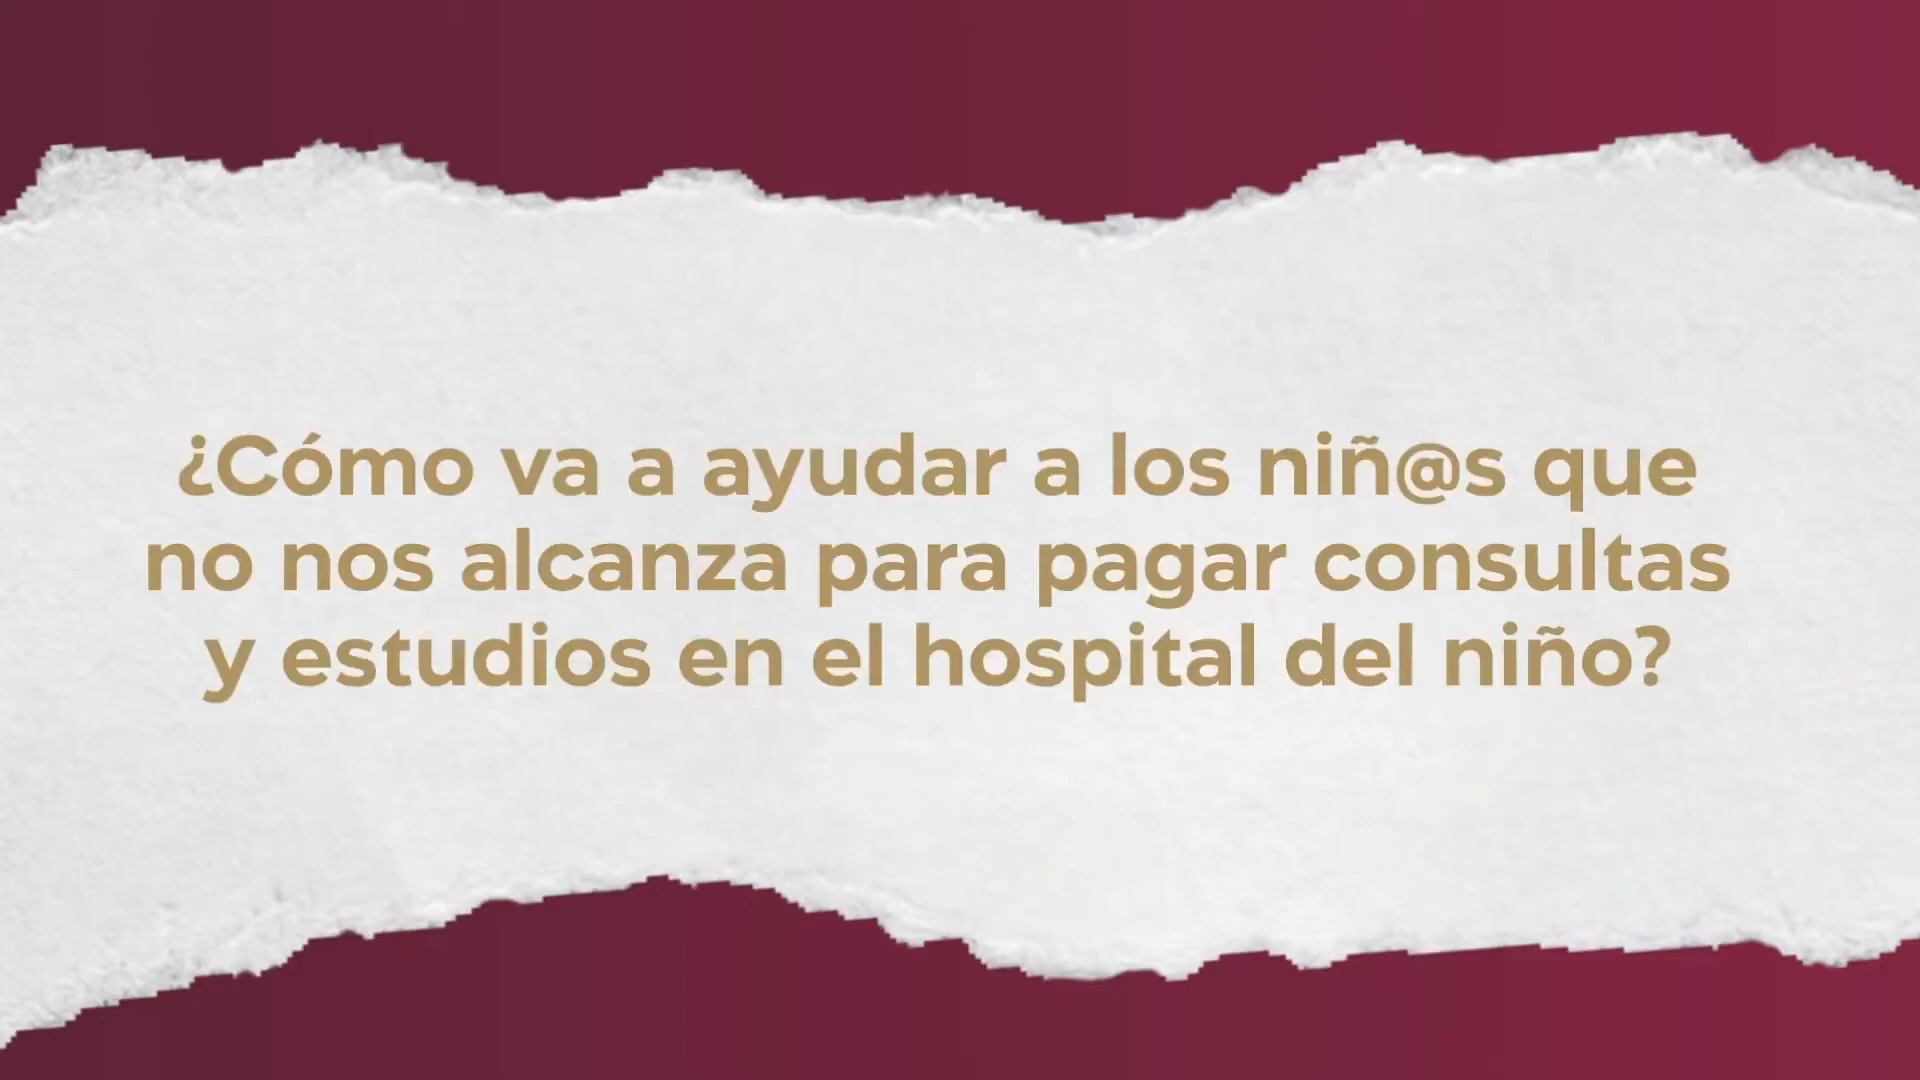 ¿Cómo va a ayudar a los niñ@s que
no nos alcanza para pagar consultas
y estudios en el hospital del niño?